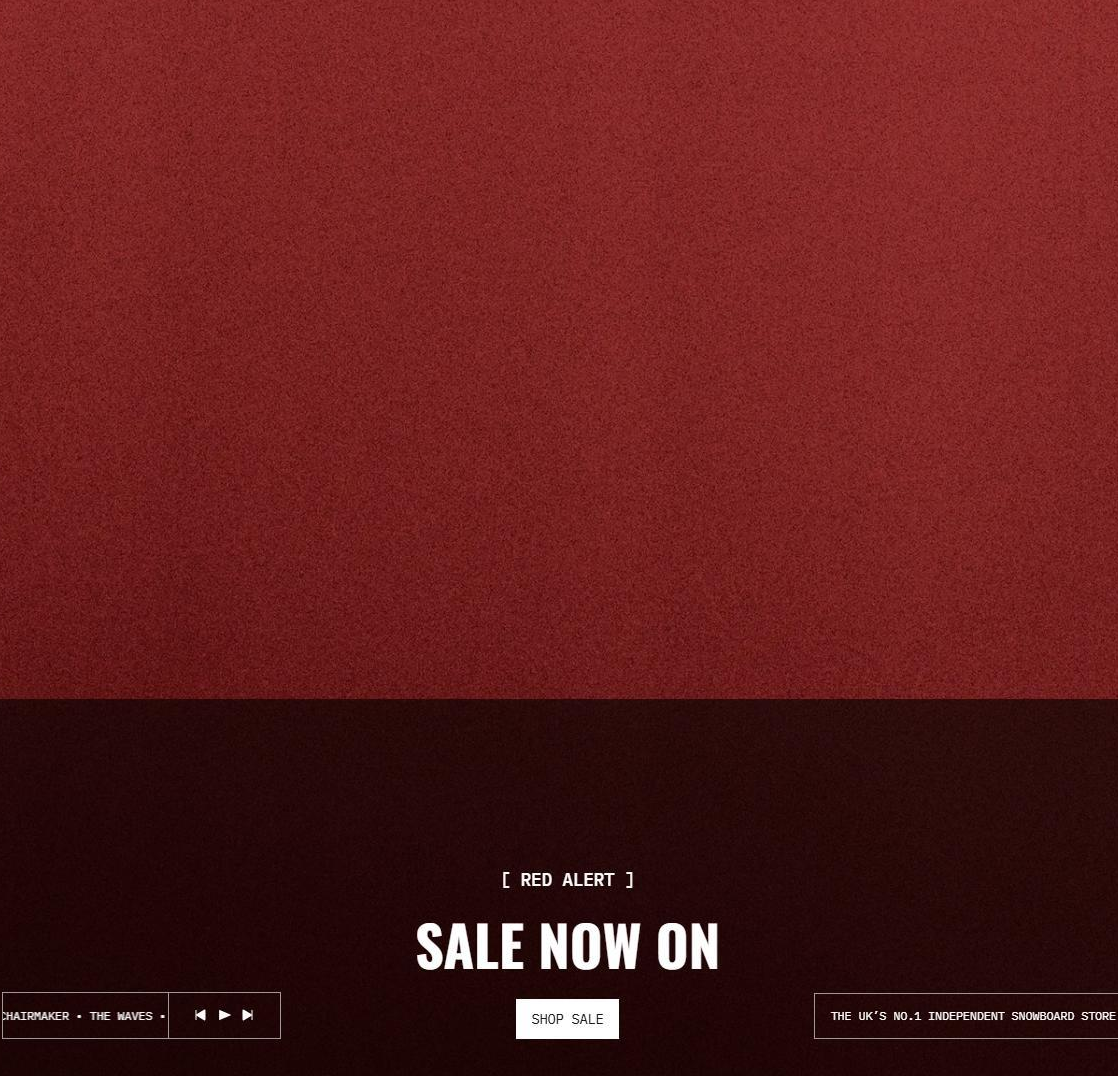 [ RED ALERT ]
SALE NOW ON
SHOP SALE
CHAIRMAKER • THE WAVES •
THE UK'S NO.1 INDEPENDENT SNOWBOARD STORE